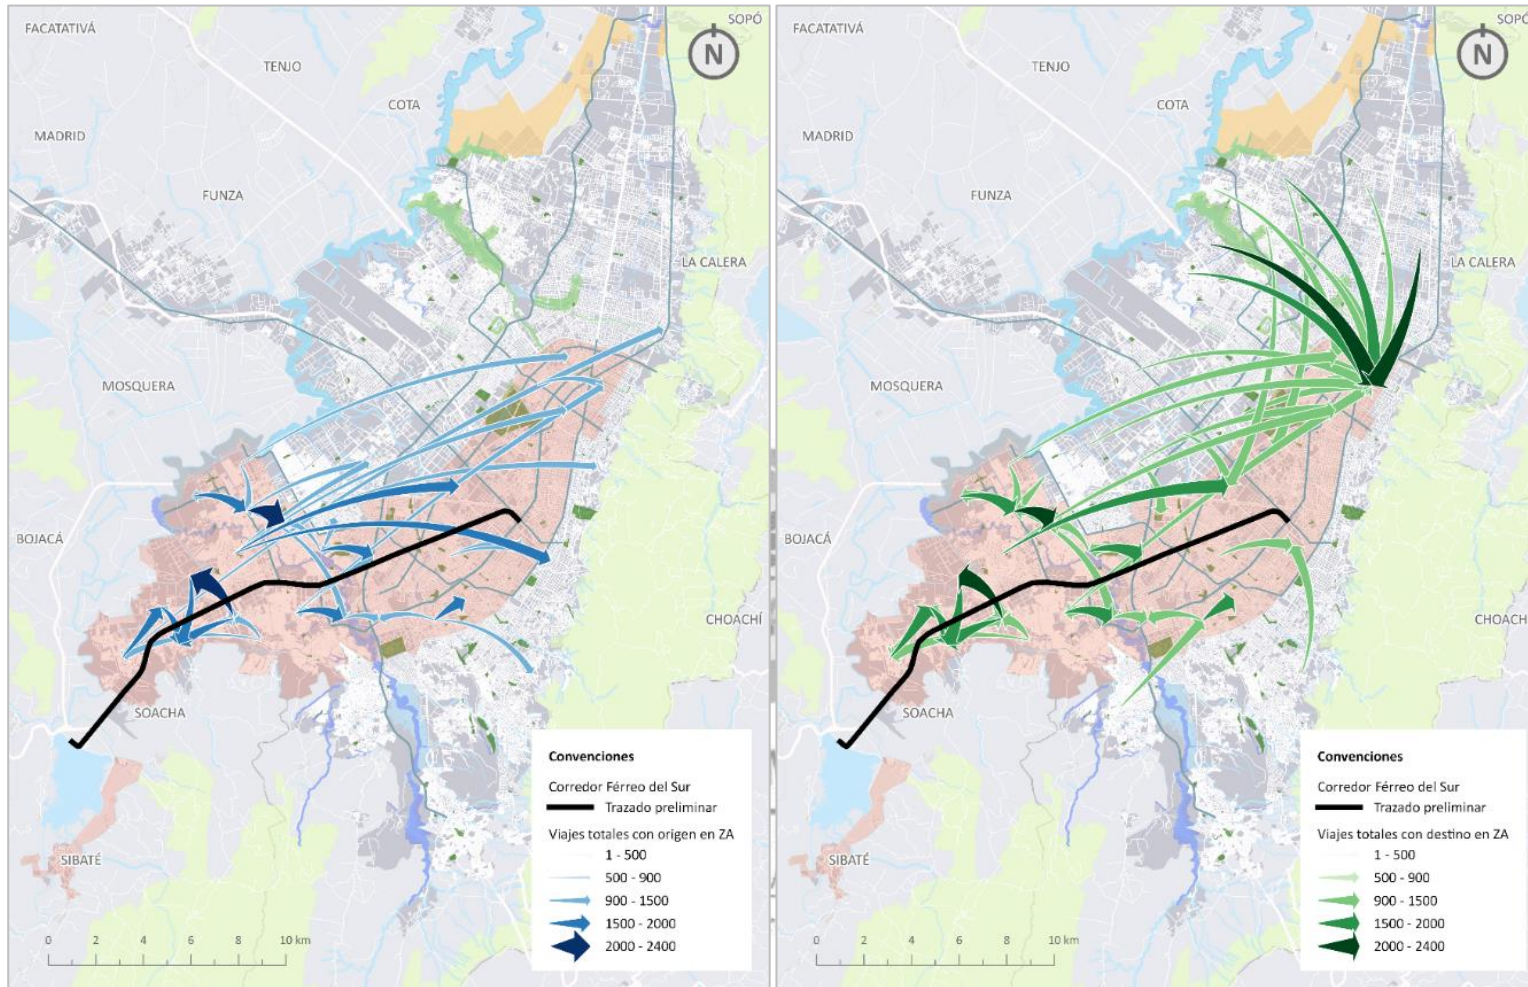 FACATATIVÁ
SOPÓ
N
TENJO
COTA
MADRID
FUNZA
LA CALERA
MOSQUERA
BOJACÁ
CHOACHÍ
SOACHA
SIBATÉ
Convenciones
Corredor Férreo del Sur
Trazado preliminar
Viajes totales con origen en ZA
1 - 500
500 - 900
900 - 1500
1500 - 2000
2000 - 2400
0 2 4 6 8 10 km
FACATATIVÁ
SOPÓ
N
TENJO
COTA
MADRID
FUNZA
LA CALERA
MOSQUERA
BOJACÁ
CHOACH
SOACHA
SIBATÉ
Convenciones
Corredor Férreo del Sur
Trazado preliminar
Viajes totales con destino en ZA
1 - 500
500 - 900
900 - 1500
1500 - 2000
2000 - 2400
0 2 4 6 8 10 km